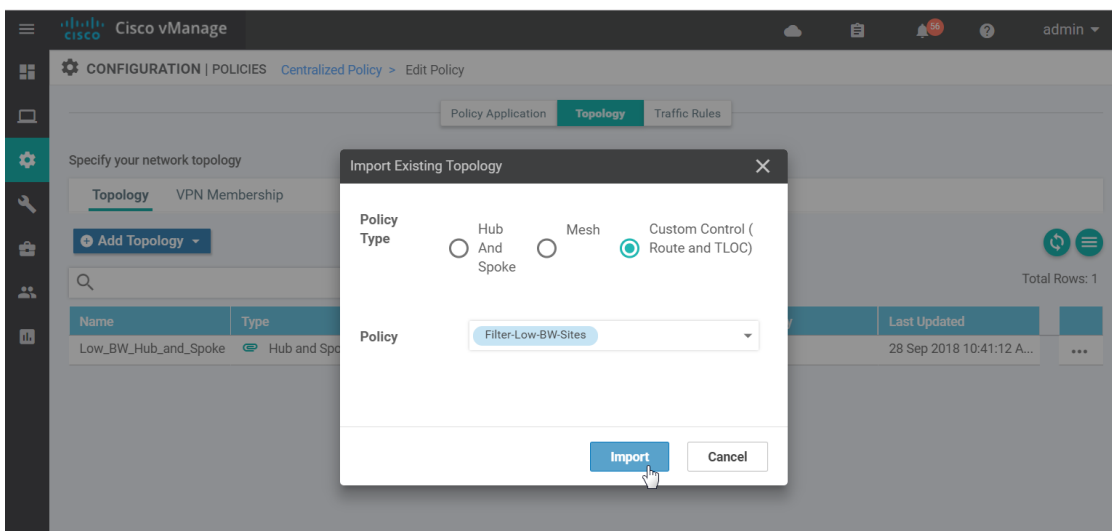 cisco Cisco vManage 56 admin
CONFIGURATION | POLICIES Centralized Policy > Edit Policy
Policy Application Topology Traffic Rules
Specify your network topology
Topology VPN Membership
Add Topology
Total Rows: 1
Name Type Last Updated
Low_BW_Hub_and_Spoke Hub and Spo 28 Sep 2018 10:41:12 A...
Import Existing Topology
Policy Type
Hub And Spoke
Mesh
Custom Control (
Route and TLOC)
Policy Filter-Low-BW-Sites
Import Cancel